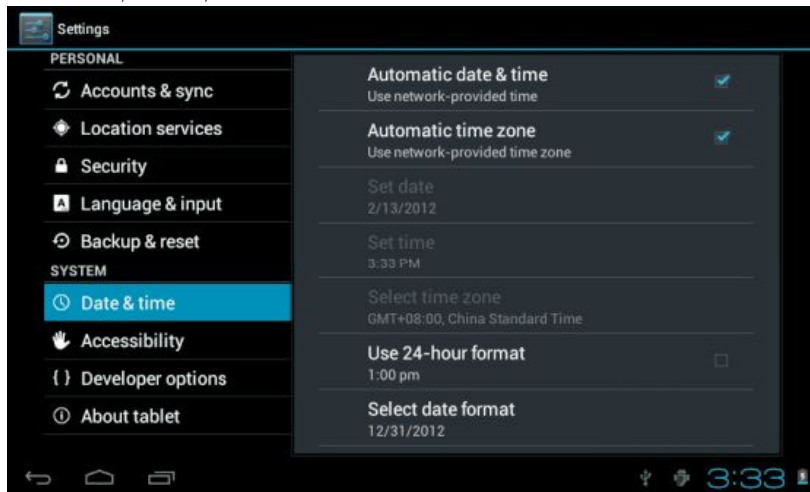 Settings
PERSONAL
Accounts & sync
Location services
Security
Language & input
Backup & reset
SYSTEM
Date & time
Accessibility
Developer options
About tablet
Automatic date & time
Use network-provided time
Automatic time zone
Use network-provided time zone
Set date
2/13/2012
Set time
3:33 PM
Select time zone
GMT+08:00, China Standard Time
Use 24-hour format
1:00 pm
Select date format
12/31/2012
3:33